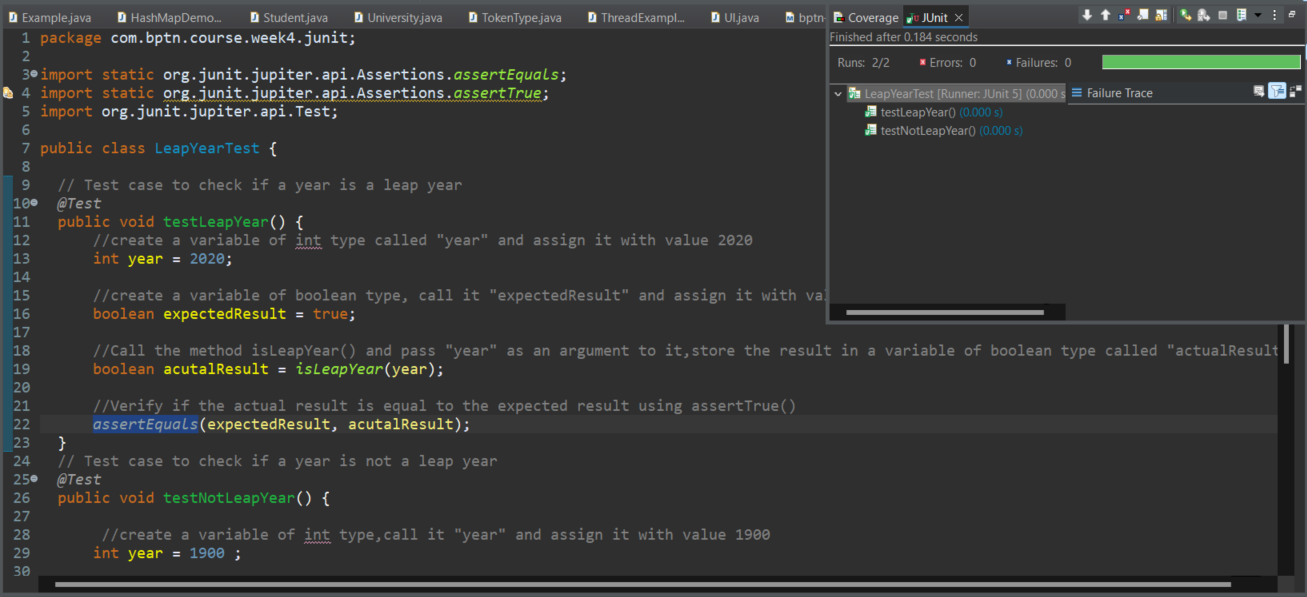 Example.java HashMapDemo... Student.java University.java TokenType.java ThreadExampl... UI.java bptn-
Coverage JUnit
Finished after 0.184 seconds
Runs: 2/2 Errors: 0 Failures: 0
LeapYearTest [Runner: JUnit 5] (0.000 s
Failure Trace
testLeapYear() (0.000 s)
testNotLeapYear() (0.000 s)
1 package com.bptn.course.week4.junit;
2
3 import static org.junit.jupiter.api.Assertions.assertEquals;
4 import static org.junit.jupiter.api.Assertions.assertTrue;
5 import org.junit.jupiter.api.Test;
6
7 public class LeapYearTest {
8
9 // Test case to check if a year is a leap year
10 @Test
11 public void testLeapYear() {
12 //create a variable of int type called "year" and assign it with value 2020
13 int year = 2020;
14
15 //create a variable of boolean type, call it "expectedResult" and assign it with va
16 boolean expectedResult = true;
17
18 //Call the method isLeapYear() and pass "year" as an argument to it,store the result in a variable of boolean type called "actualResult
19 boolean acutalResult = isLeapYear(year);
20
21 //Verify if the actual result is equal to the expected result using assertTrue()
22 assertEquals(expectedResult, acutalResult);
23 }
24 // Test case to check if a year is not a leap year
25 @Test
26 public void testNotLeapYear() {
27
28 //create a variable of int type,call it "year" and assign it with value 1900
29 int year = 1900 ;
30